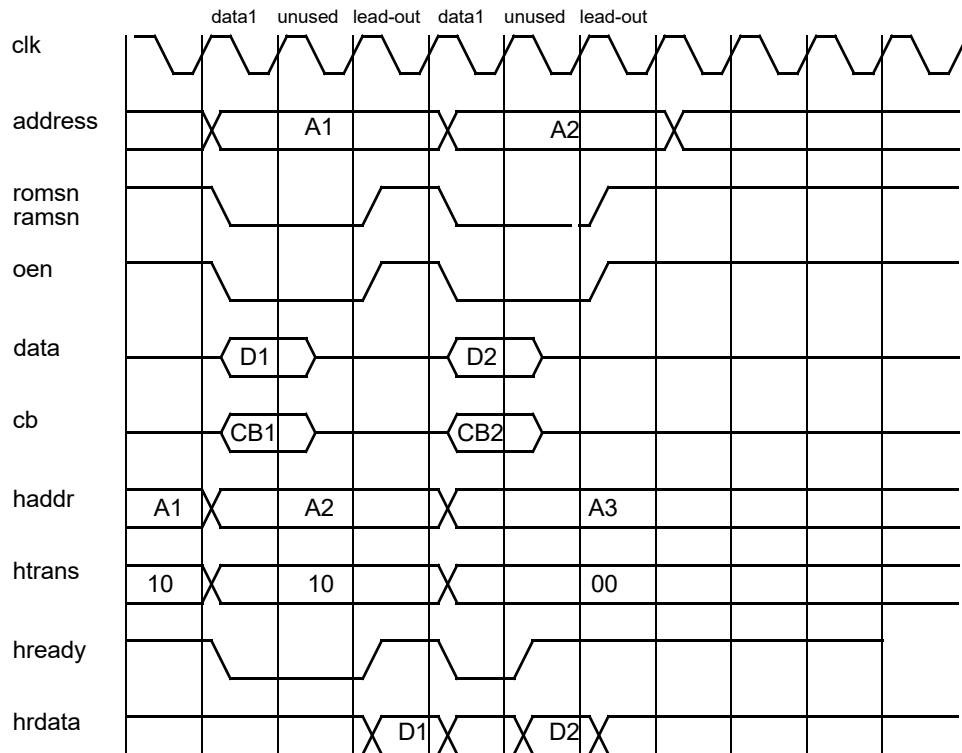 data1 unused lead-out data1 unused lead-out
clk
address A1 A2
romsn
ramsn
oen
data D1 D2
cb CB1 CB2
haddr A1 A2 A3
htrans 10 10 00
hready
hrdata D1 D2